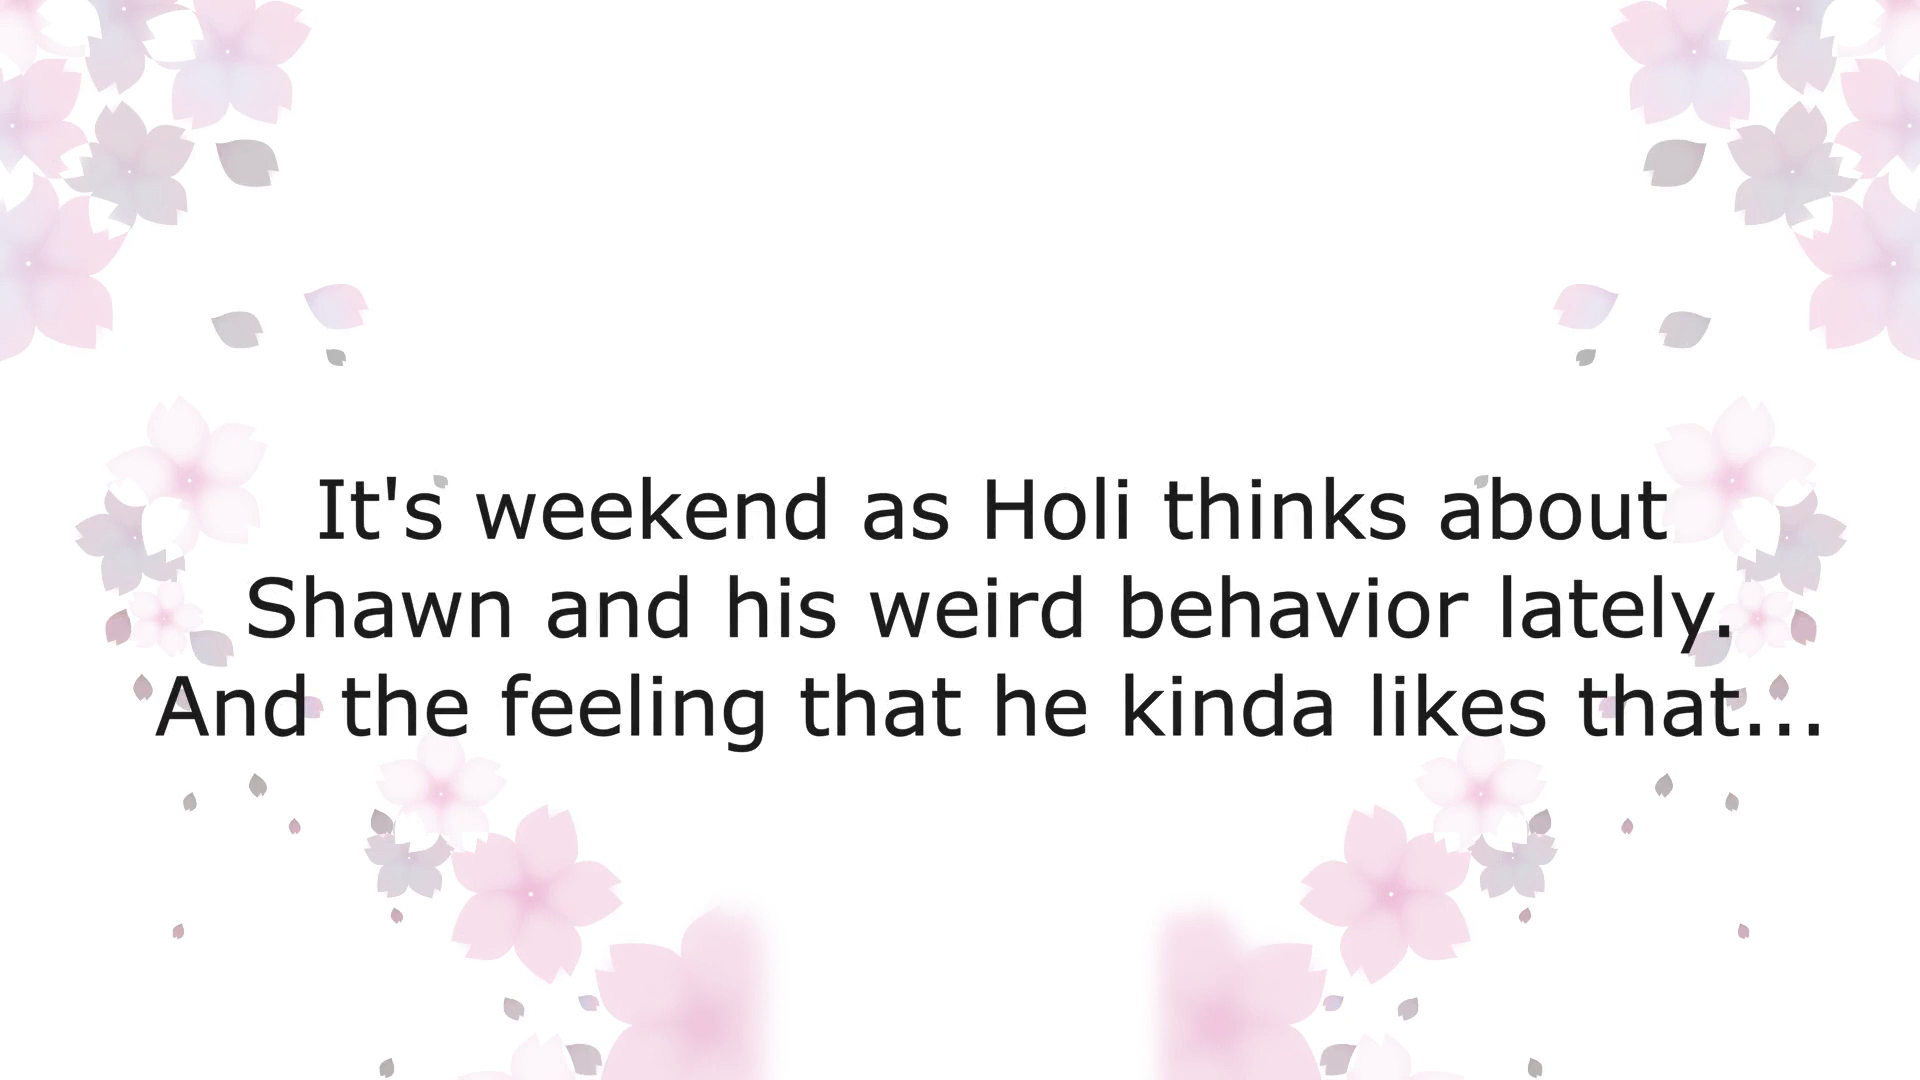 It's weekend as Holi thinks about
Shawn and his weird behavior lately.
And the feeling that he kinda likes that...